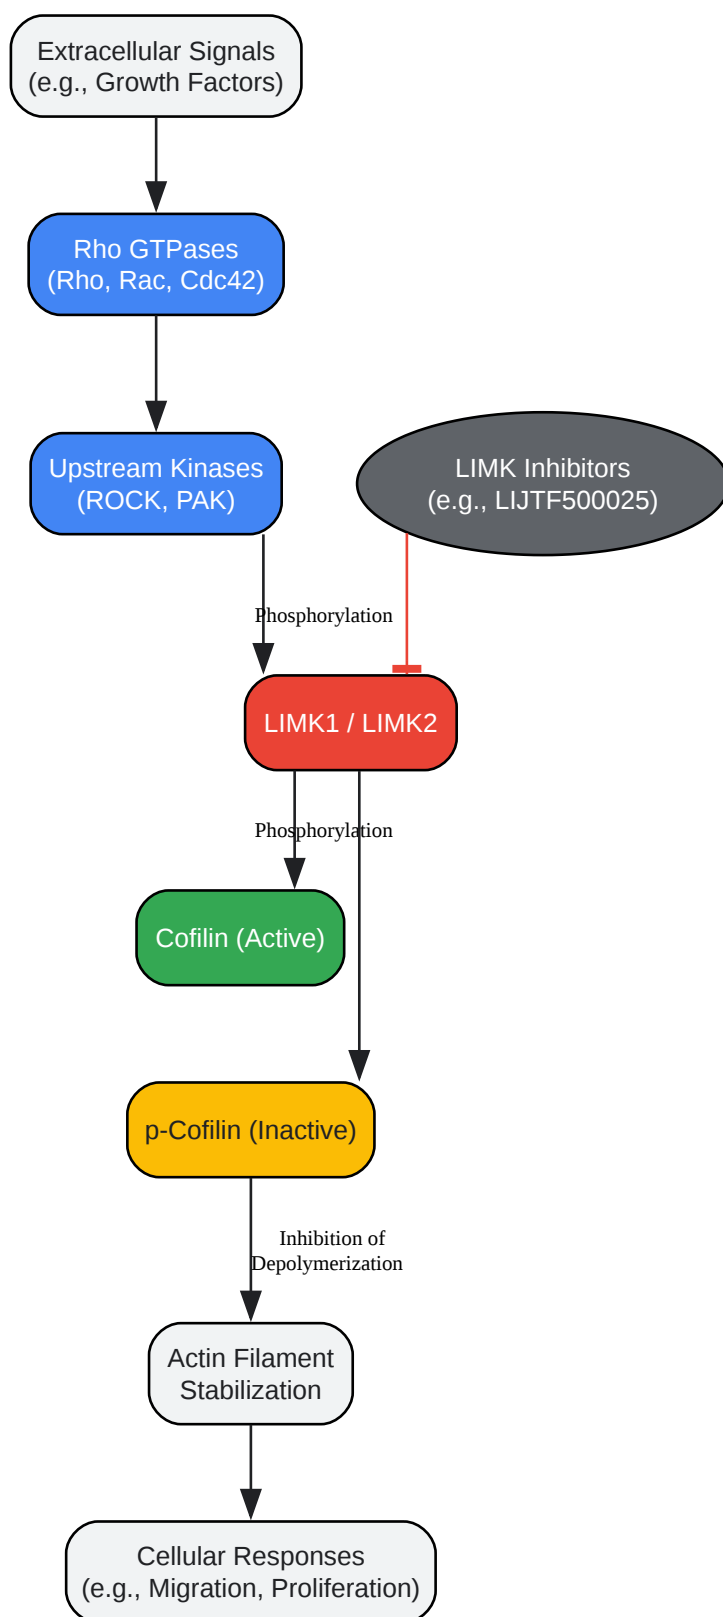 Extracellular Signals
(e.g., Growth Factors)
Rho GTPases
(Rho, Rac, Cdc42)
Upstream Kinases
(ROCK, PAK)
LIMK Inhibitors
(e.g., LIJTF500025)
Phosphorylation
LIMK1 / LIMK2
Phosphorylation
Cofilin (Active)
p-Cofilin (Inactive)
Inhibition of
Depolymerization
Actin Filament
Stabilization
Cellular Responses
(e.g., Migration, Proliferation)